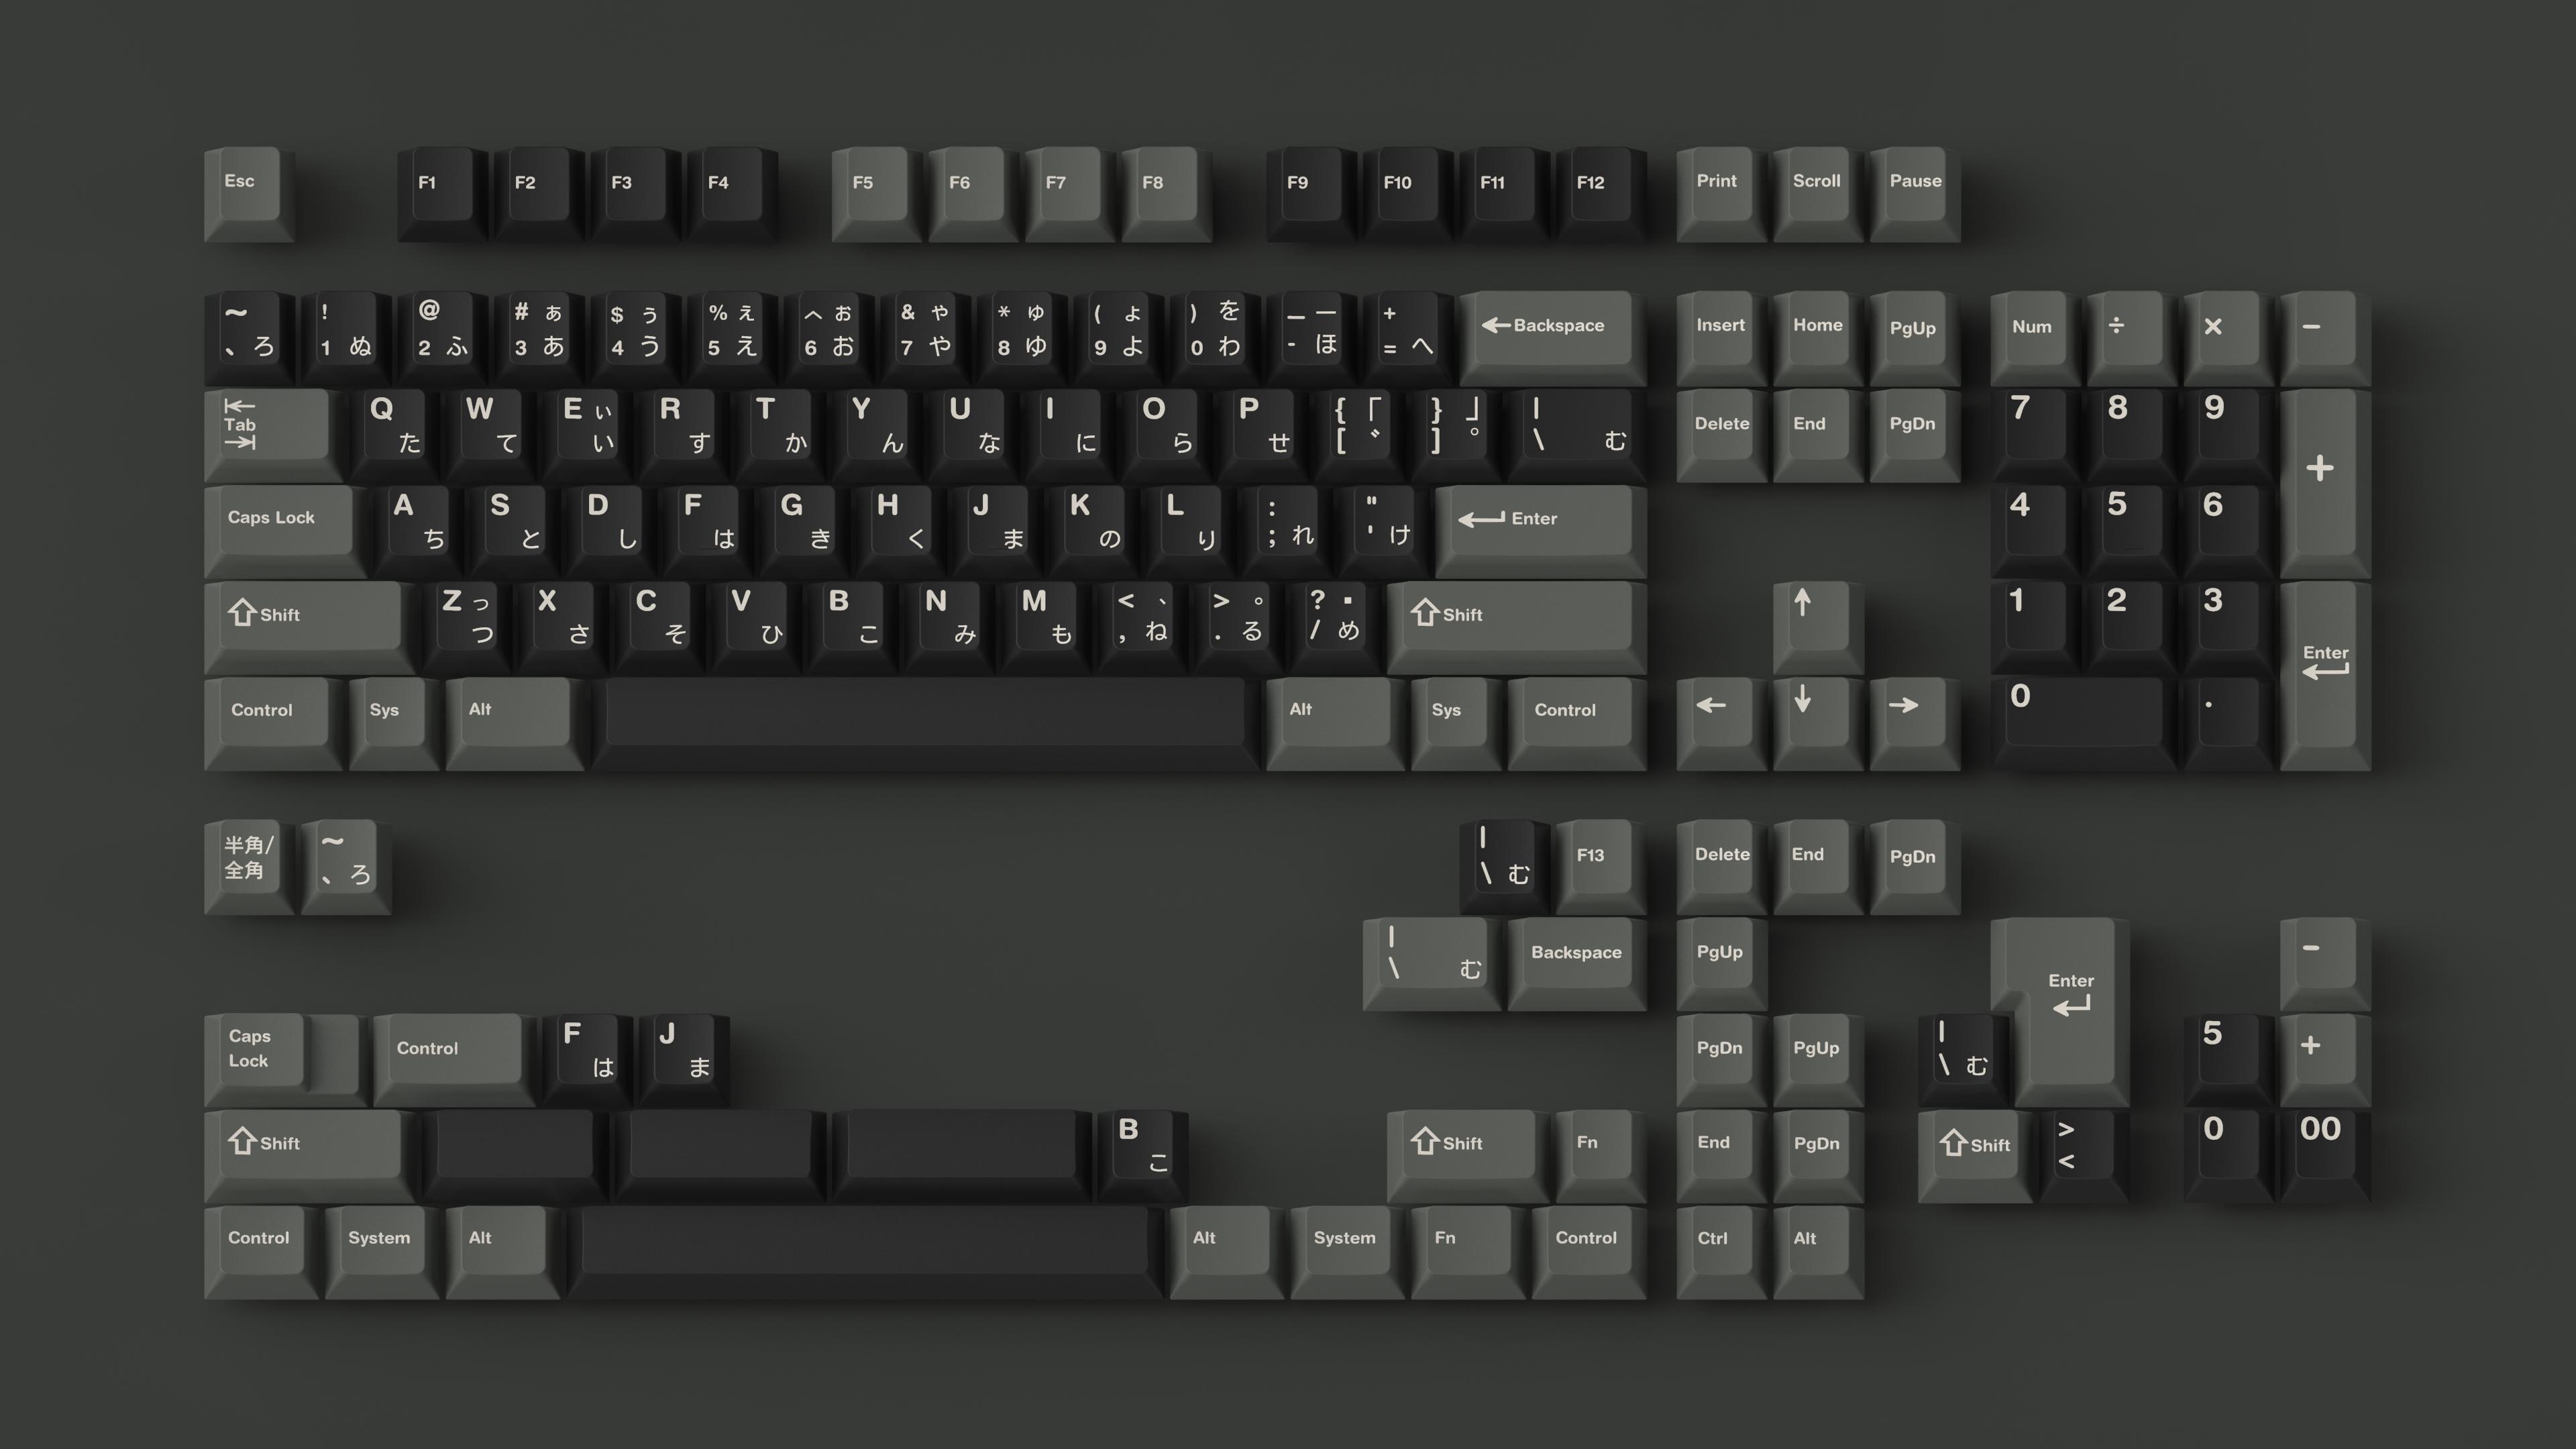 Esc F1 F2 F3 F4 F5 F6 F7 F8 F9 F10 F11 F12 Print Scroll Pause
~ ! @ # ぁ $ ぅ % ぇ へ ぉ & ゃ * ゅ ( ょ ) を _ ー +
、 ろ 1 ぬ 2 ふ 3 あ 4 う 5 え 6 お 7 や 8 ゆ 9 よ 0 わ - ほ = へ ←Backspace Insert Home PgUp Num ÷ × −
Tab Q W E ぃ R T Y U I O P { 「 } 」 | 7 8 9
た て い す か ん な に ら せ [ ゛ ] ゜ \ む Delete End PgDn +
Caps Lock A S D F G H J K L : " Enter 4 5 6
ち と し は き く ま の り ; れ ' け
⇧Shift Z っ X C V B N M < 、 > 。 ? ・ ⇧Shift ↑ 1 2 3
つ さ そ ひ こ み も , ね . る / め Enter
Control Sys Alt Alt Sys Control ← ↓ → 0 .
半角/ ~ | F13 Delete End PgDn
全角 、 ろ \ む
| Backspace PgUp Enter −
\ む
Caps Control F J PgDn PgUp | 5 +
Lock は ま \ む
⇧Shift B ⇧Shift Fn End PgDn ⇧Shift > 0 00
こ <
Control System Alt Alt System Fn Control Ctrl Alt